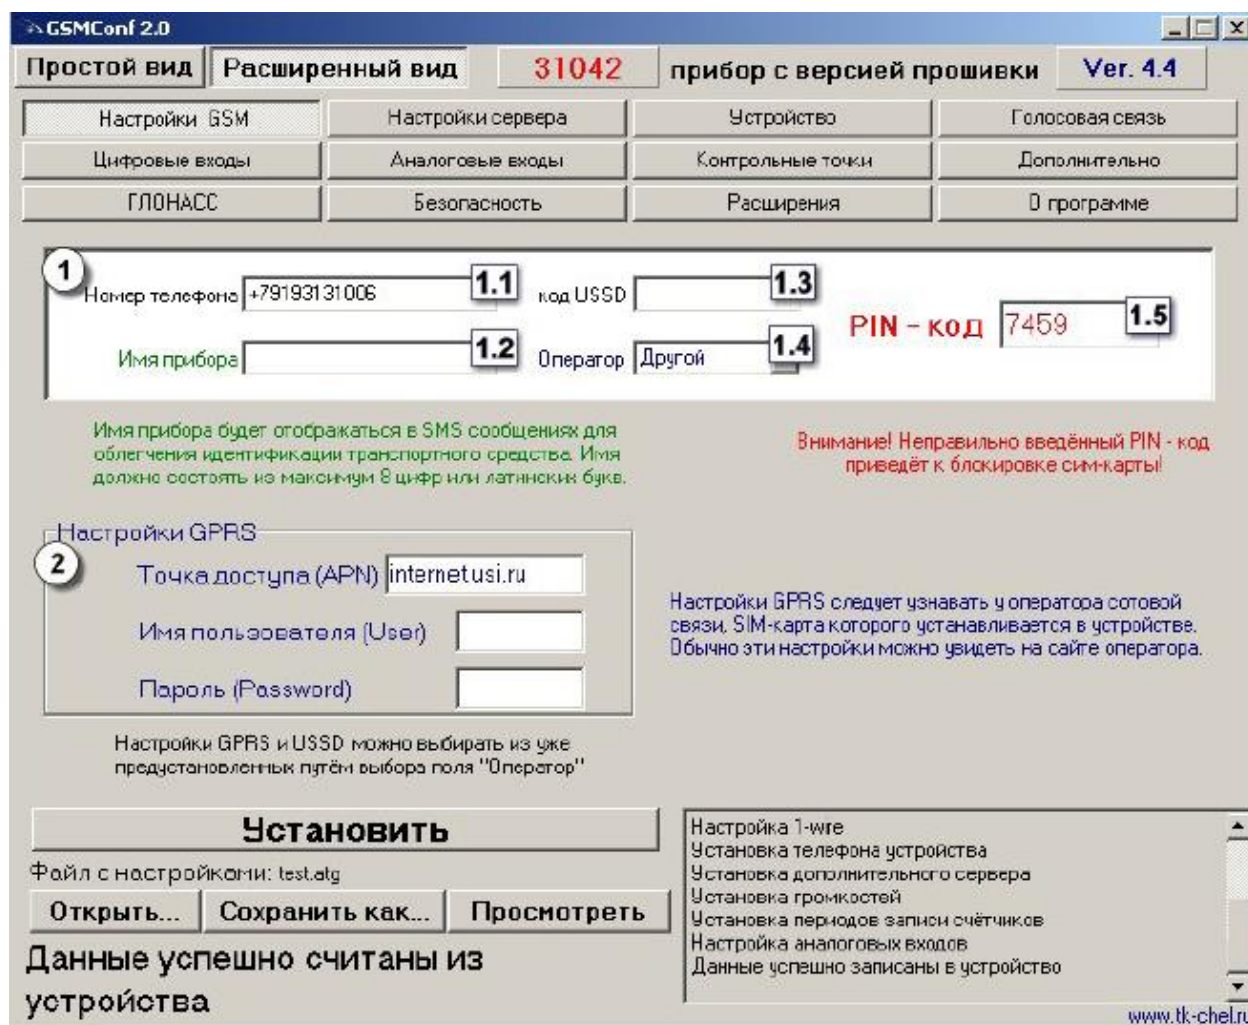 GSMConf 2.0
Простой вид Расширенный вид 31042 прибор с версией прошивки Ver. 4.4
Настройки GSM Настройки сервера Устройство Голосовая связь
Цифровые входы Аналоговые входы Контрольные точки Дополнительно
ГЛОНАСС Безопасность Расширения О программе
1
Номер телефона +79193131006 1.1 код USSD 1.3
PIN - код 7459 1.5
Имя прибора 1.2 Оператор Другой 1.4
Имя прибора будет отображаться в SMS сообщениях для
облегчения идентификации транспортного средства. Имя
должно состоять из максимум 8 цифр или латинских букв.
Внимание! Неправильно введённый PIN - код
приведёт к блокировке сим-карты!
Настройки GPRS
2
Точка доступа (APN) internet.usi.ru
Имя пользователя (User)
Пароль (Password)
Настройки GPRS следует узнавать у оператора сотовой
связи, SIM-карта которого устанавливается в устройстве.
Обычно эти настройки можно увидеть на сайте оператора.
Настройки GPRS и USSD можно выбирать из уже
предустановленных путём выбора поля "Оператор"
Установить
Файл с настройками: test.atg
Открыть... Сохранить как... Просмотреть
Данные успешно считаны из
устройства
Настройка 1-wire
Установка телефона устройства
Установка дополнительного сервера
Установка громкостей
Установка периодов записи счётчиков
Настройка аналоговых входов
Данные успешно записаны в устройство
www.tk-chel.ru